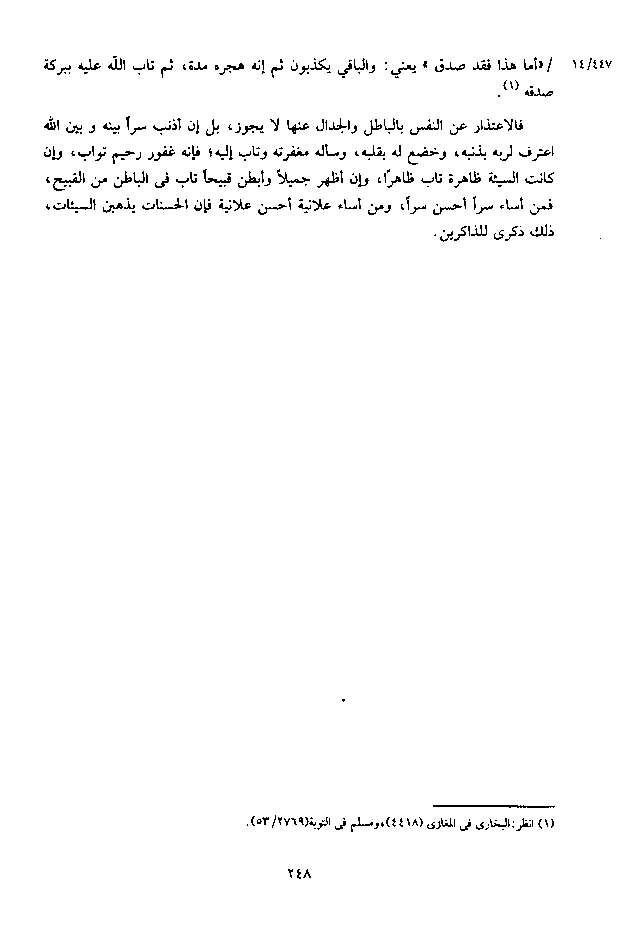 ١٤/٤٤٧ / «أما هذا فقد صدق » يعني : والباقي يكذبون ثم إنه هجره مدة، ثم تاب الله عليه ببركة
صدقه (١) .
فالاعتذار عن النفس بالباطل والجدال عنها لا يجوز، بل إن أذنب سراً بينه و بين الله
اعترف لربه بذنبه، وخضع له بقلبه، وسأله مغفرته وتاب إليه؛ فإنه غفور رحيم تواب، وإن
كانت السيئة ظاهرة تاب ظاهرًا، وإن أظهر جميلاً وأبطن قبيحاً تاب فى الباطن من القبيح،
فمن أساء سراً أحسن سراً، ومن أساء علانية أحسن علانية فإن الحسنات يذهبن السيئات،
ذلك ذكرى للذاكرين.
(١) انظر: البخارى فى المغازى (٤٤١٨)، ومسلم فى التوبة(٥٣/٢٧٦٩).
٢٤٨